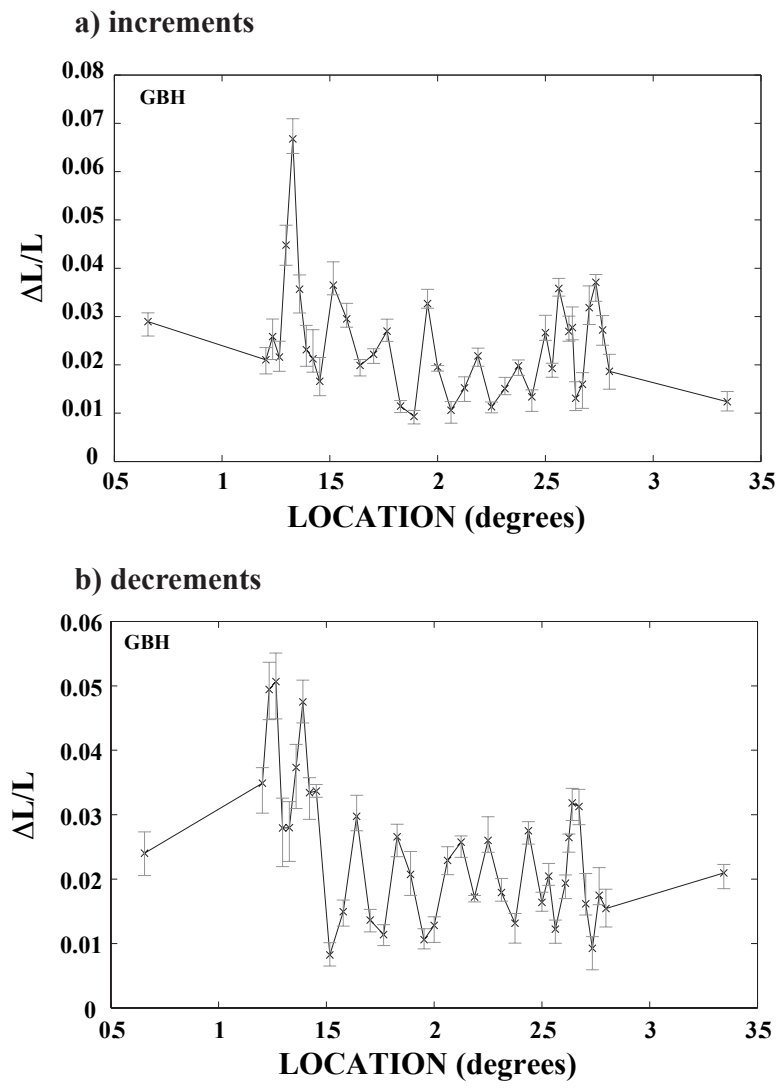 a) increments
0.08
GBH
0.07
0.06
0.05
0.04
0.03
0.02
0.01
0
ΔL/L
05 1 15 2 25 3 35
LOCATION (degrees)
b) decrements
0.06
GBH
0.05
0.04
0.03
0.02
0.01
0
ΔL/L
05 1 15 2 25 3 35
LOCATION (degrees)